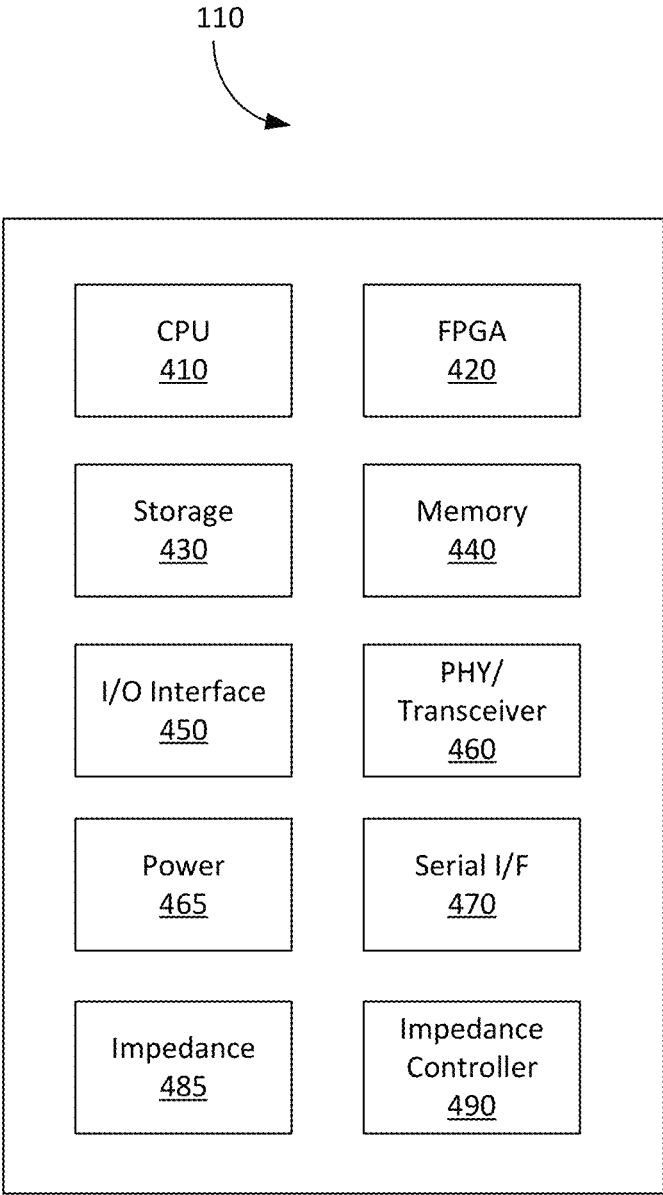 110
CPU
410
FPGA
420
Storage
430
Memory
440
I/O Interface
450
PHY/
Transceiver
460
Power
465
Serial I/F
470
Impedance
485
Impedance
Controller
490